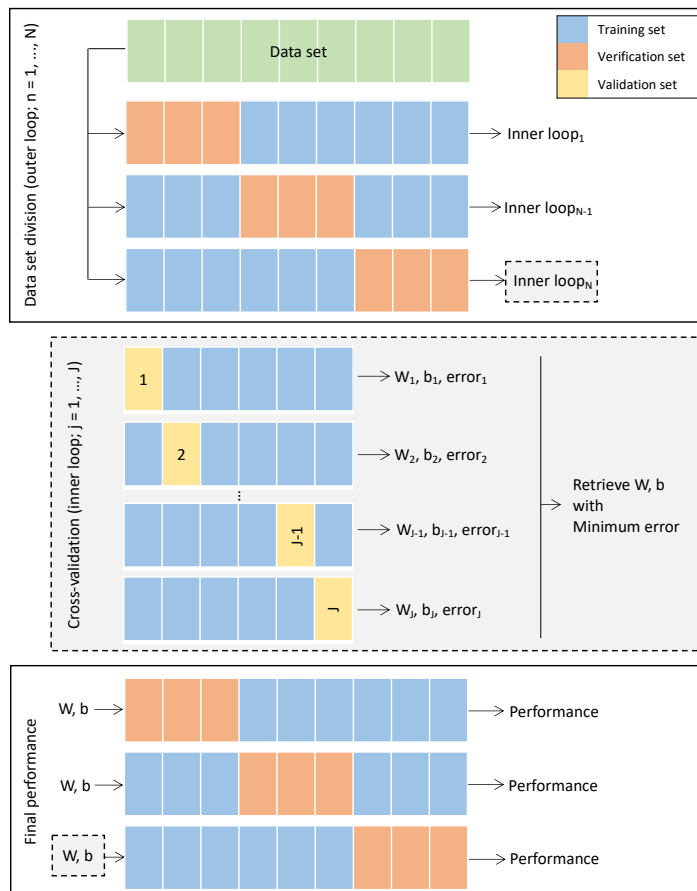 Data set division (outer loop; n = 1, ..., N)
Data set
Training set
Verification set
Validation set
Inner loop₁
Inner loopN-1
Inner loopN
Cross-validation (inner loop; j = 1, ..., J)
1
W₁, b₁, error₁
2
W₂, b₂, error₂
...
J-1
WJ-1, bJ-1, errorJ-1
J
WJ, bJ, errorJ
Retrieve W, b
with
Minimum error
Final performance
W, b
Performance
W, b
Performance
W, b
Performance